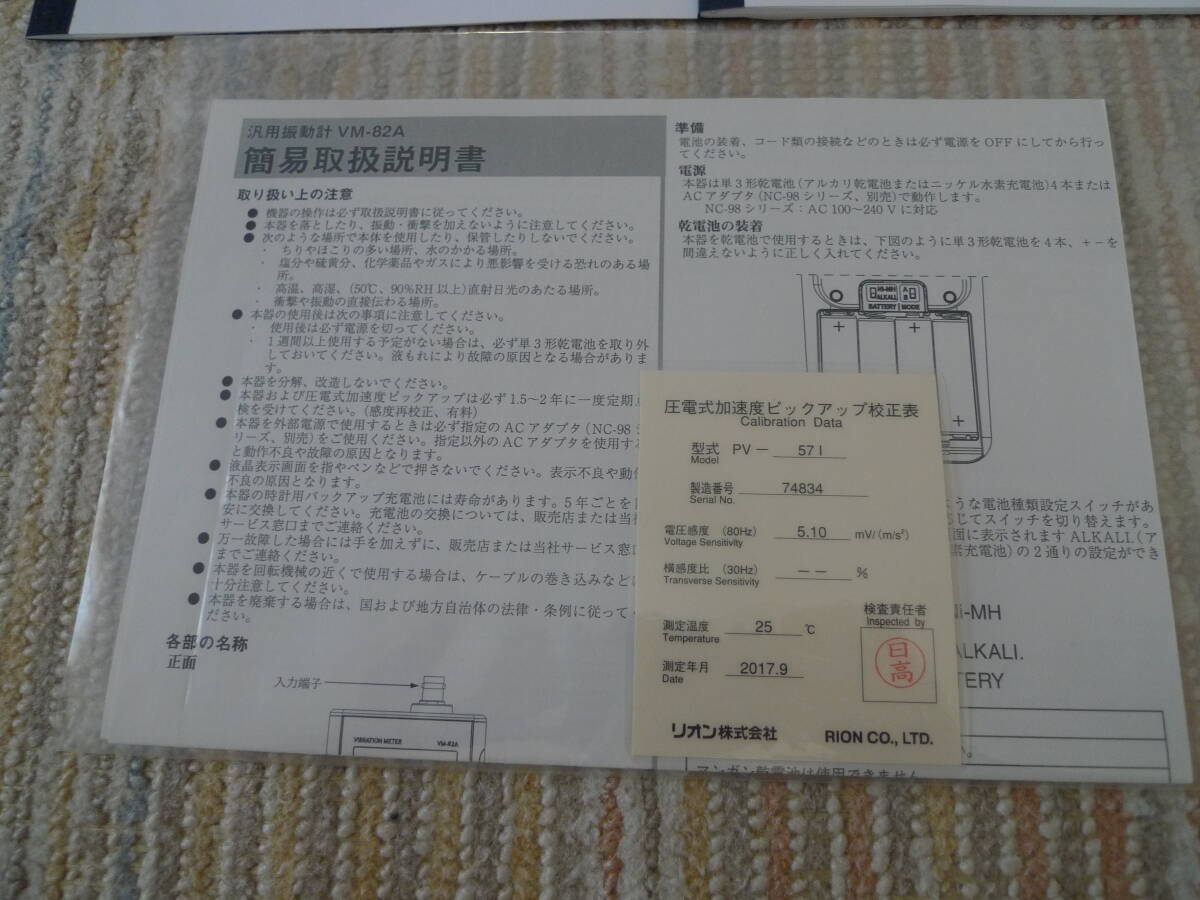 汎用振動計 VM-82A
簡易取扱説明書
取り扱い上の注意
● 機器の操作は必ず取扱説明書に従ってください。
● 本器を落としたり、振動・衝撃を加えないように注意してください。
● 次のような場所で本体を使用したり、保管したりしないでください。
・ ちりやほこりの多い場所、水のかかる場所。
・ 塩分や硫黄分、化学薬品やガスにより悪影響を受ける恐れのある場
所。
・ 高温、高湿、(50℃、90%RH 以上) 直射日光のあたる場所。
・ 衝撃や振動の直接伝わる場所。
● 本器の使用後は次の事項に注意してください。
・ 使用後は必ず電源を切ってください。
・ 1週間以上使用する予定がない場合は、必ず単3形乾電池を取り外
しておいてください。液もれにより故障の原因となる場合がありま
す。
● 本器を分解、改造しないでください。
● 本器および圧電式加速度ピックアップは必ず 1.5~2 年に一度定期
検を受けてください。(感度再校正、有料)
● 本器を外部電源で使用するときは必ず指定の AC アダプタ (NC-98
リーズ、別売) をご使用ください。指定以外の AC アダプタを使用す
と動作不良や故障の原因となります。
● 液晶表示画面を指やペンなどで押さないでください。表示不良や動
不良の原因となります。
● 本器の時計用バックアップ充電池には寿命があります。5年ごとを
安に交換してください。充電池の交換については、販売店または当
サービス窓口までご連絡ください。
● 万一故障した場合には手を加えずに、販売店または当社サービス窓
までご連絡ください。
● 本器を回転機械の近くで使用する場合は、ケーブルの巻き込みなど
十分注意してください。
● 本器を廃棄する場合は、国および地方自治体の法律・条例に従って
ださい。
各部の名称
正面
入力端子
VIBRATION METER VM-82A
準備
電池の装着、コード類の接続などのときは必ず電源を OFF にしてから行っ
てください。
電源
本器は単3形乾電池 (アルカリ乾電池またはニッケル水素充電池) 4本または
AC アダプタ (NC-98 シリーズ、別売) で動作します。
NC-98 シリーズ : AC 100~240 V に対応
乾電池の装着
本器を乾電池で使用するときは、下図のように単3形乾電池を4本、+-を
間違えないように正しく入れてください。
Ni-MH A
ALKALI B
BATTERY MODE
+ +
+
ような電池種類設定スイッチがあ
じてスイッチを切り替えます。
面に表示されます ALKALI. (ア
素充電池) の2通りの設定ができ
Ni-MH
ALKALI.
TERY
マンガン乾電池は使用できません
圧電式加速度ピックアップ校正表
Calibration Data
型式 PV - 57 I
Model
製造番号 74834
Serial No.
電圧感度 (80Hz) 5.10 mV/(m/s²)
Voltage Sensitivity
横感度比 (30Hz) -- %
Transverse Sensitivity
検査責任者
Inspected by
測定温度 25 ℃
Temperature
日高
測定年月 2017.9
Date
リオン株式会社 RION CO., LTD.